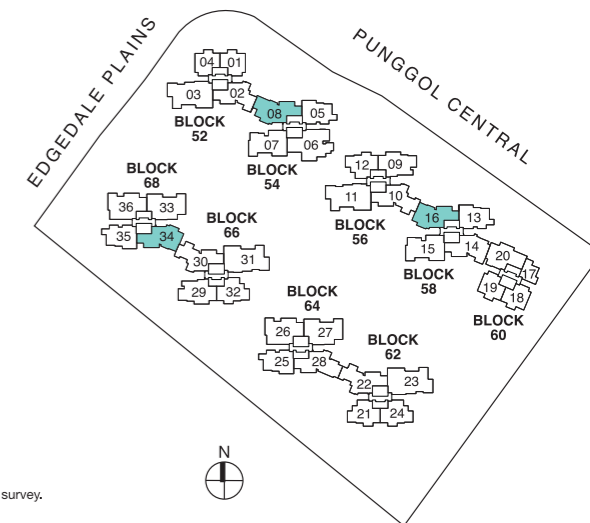 EDGEDALE PLAINS
PUNGGOL CENTRAL
04 01
03 02
BLOCK
52
08 05
07 06
BLOCK
54
12 09
11 10
BLOCK
56
16 13
15 14
BLOCK
58
20 17
19 18
BLOCK
60
BLOCK
68
36 33
35 34
BLOCK
66
30 31
29 32
BLOCK
64
26 27
25 28
BLOCK
62
22 23
21 24
N
survey.